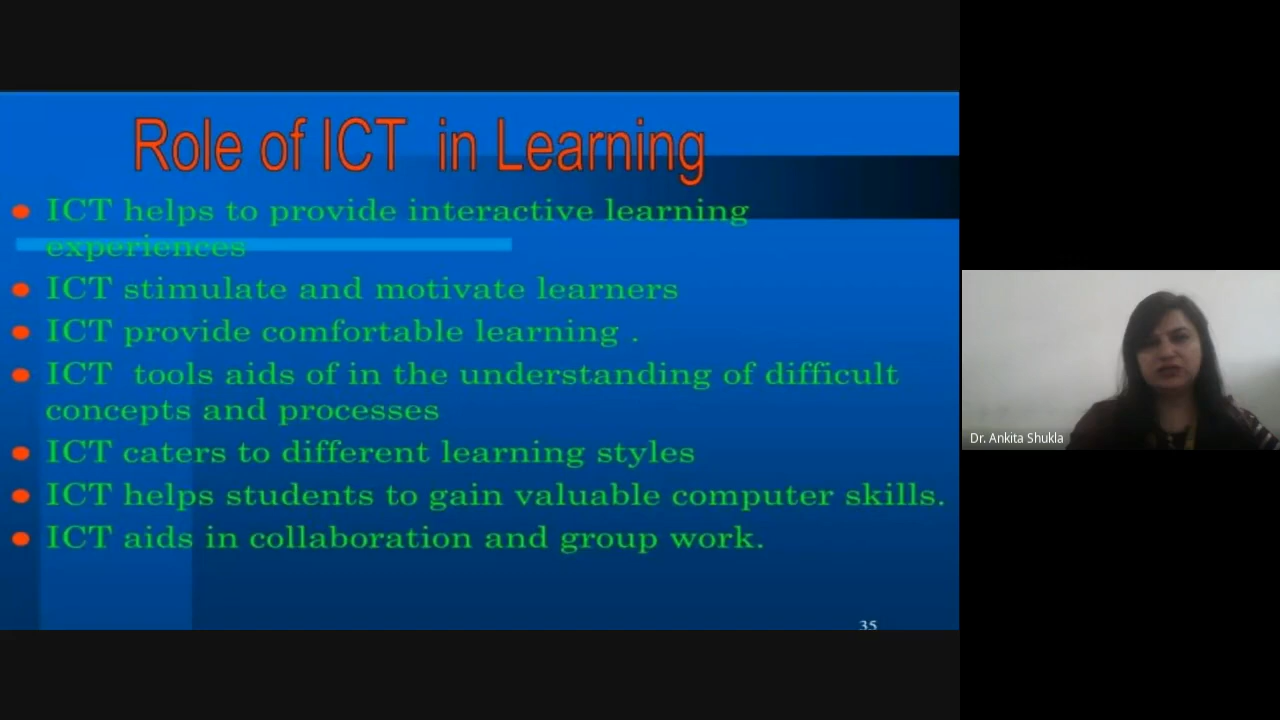 Role of ICT in Learning
ICT helps to provide interactive learning
experiences
ICT stimulate and motivate learners
ICT provide comfortable learning .
ICT tools aids of in the understanding of difficult
concepts and processes
ICT caters to different learning styles
ICT helps students to gain valuable computer skills.
ICT aids in collaboration and group work.
35
Dr. Ankita Shukla